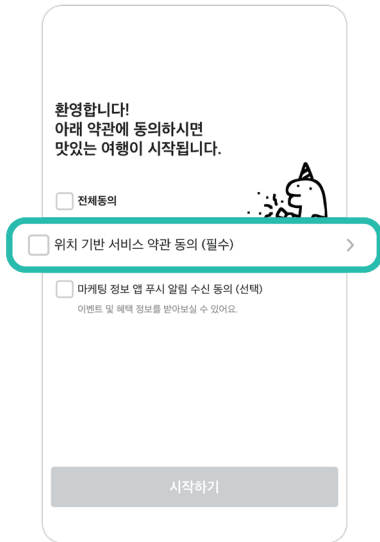 환영합니다!
아래 약관에 동의하시면
맛있는 여행이 시작됩니다.
전체동의
위치 기반 서비스 약관 동의 (필수)
마케팅 정보 앱 푸시 알림 수신 동의 (선택)
이벤트 및 혜택 정보를 받아보실 수 있어요.
시작하기